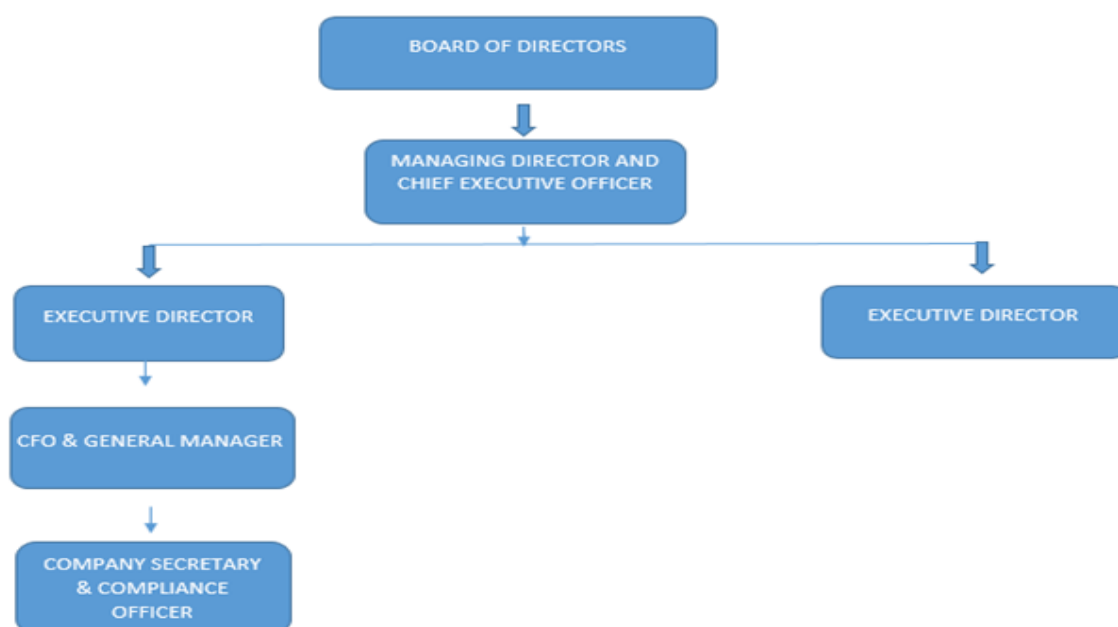 BOARD OF DIRECTORS
MANAGING DIRECTOR AND
CHIEF EXECUTIVE OFFICER
EXECUTIVE DIRECTOR
EXECUTIVE DIRECTOR
CFO & GENERAL MANAGER
COMPANY SECRETARY
& COMPLIANCE
OFFICER